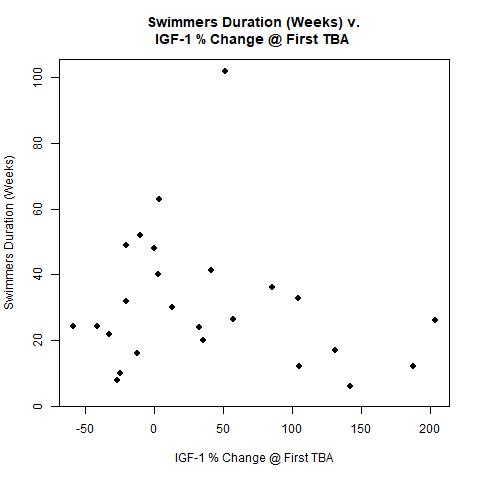 Swimmers Duration (Weeks) v.
IGF-1 % Change @ First TBA
Swimmers Duration (Weeks)
100
80
60
40
20
0
-50 0 50 100 150 200
IGF-1 % Change @ First TBA